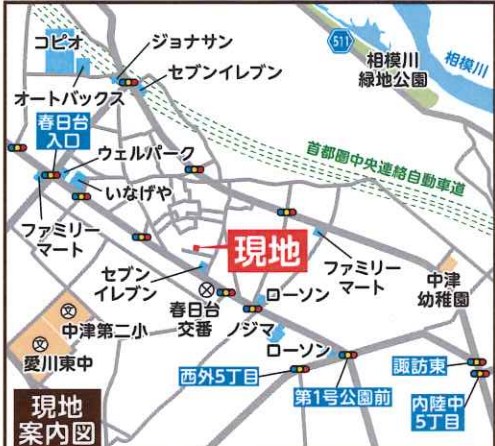 コピオ
ジョナサン
セブンイレブン
オートバックス
511
相模川
緑地公園
相模川
春日台
入口
ウェルパーク
いなげや
首都圏中央連絡自動車道
ファミリー
マート
現地
セブン
イレブン
ファミリー
マート
中津
幼稚園
春日台
交番
ローソン
ノジマ
文
中津第二小
文
愛川東中
ローソン
西外5丁目
第1号公園前
諏訪東
内陸中
5丁目
現地
案内図